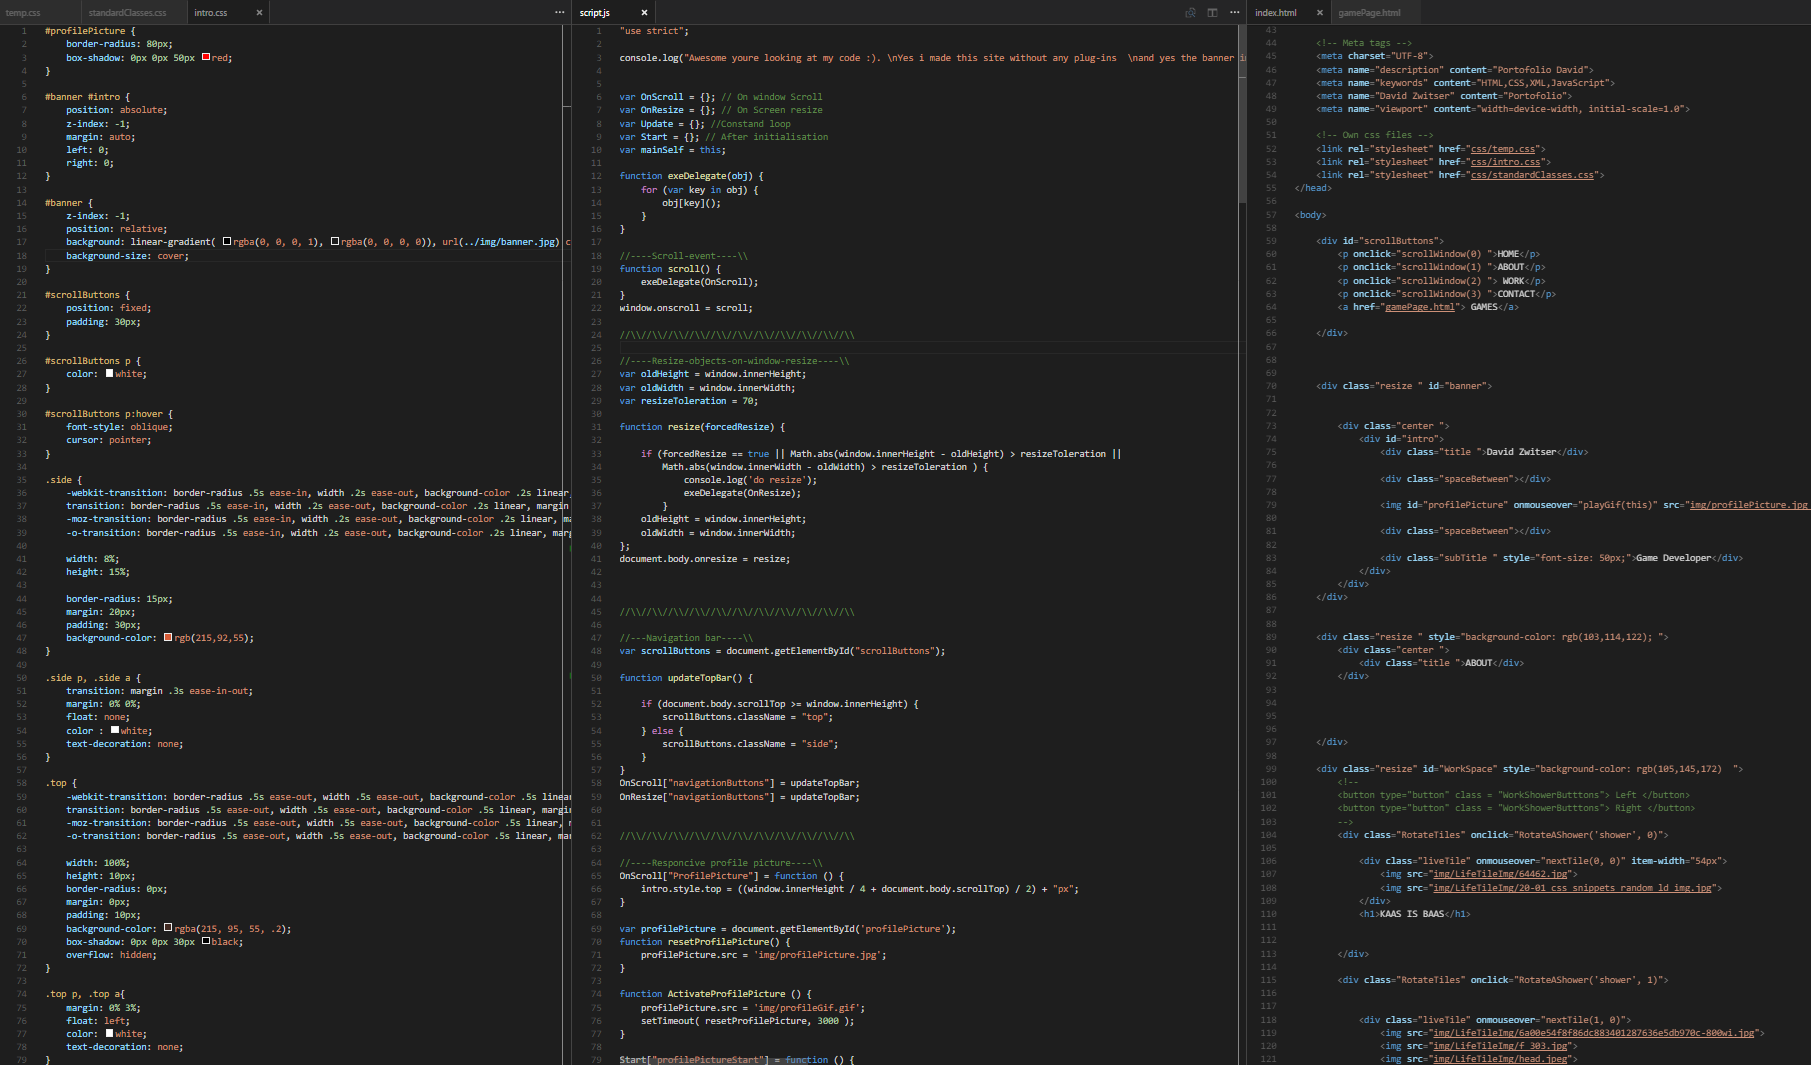 temp.css standardClasses.css intro.css × ...
1 #profilePicture {
2 border-radius: 80px;
3 box-shadow: 0px 0px 50px red;
4 }
5
6 #banner #intro {
7 position: absolute;
8 z-index: -1;
9 margin: auto;
10 left: 0;
11 right: 0;
12 }
13
14 #banner {
15 z-index: -1;
16 position: relative;
17 background: linear-gradient( rgba(0, 0, 0, 1), rgba(0, 0, 0, 0)), url(../img/banner.jpg) c
18 background-size: cover;
19 }
20
21 #scrollButtons {
22 position: fixed;
23 padding: 30px;
24 }
25
26 #scrollButtons p {
27 color: white;
28 }
29
30 #scrollButtons p:hover {
31 font-style: oblique;
32 cursor: pointer;
33 }
34
35 .side {
36 -webkit-transition: border-radius .5s ease-in, width .2s ease-out, background-color .2s linear,
37 transition: border-radius .5s ease-in, width .2s ease-out, background-color .2s linear, margin
38 -moz-transition: border-radius .5s ease-in, width .2s ease-out, background-color .2s linear, ma
39 -o-transition: border-radius .5s ease-in, width .2s ease-out, background-color .2s linear, marg
40
41 width: 8%;
42 height: 15%;
43
44 border-radius: 15px;
45 margin: 20px;
46 padding: 30px;
47 background-color: rgb(215,92,55);
48 }
49
50 .side p, .side a {
51 transition: margin .3s ease-in-out;
52 margin: 0% 0%;
53 float: none;
54 color : white;
55 text-decoration: none;
56 }
57
58 .top {
59 -webkit-transition: border-radius .5s ease-out, width .5s ease-out, background-color .5s linea
60 transition: border-radius .5s ease-out, width .5s ease-out, background-color .5s linear, margin
61 -moz-transition: border-radius .5s ease-out, width .5s ease-out, background-color .5s linear, m
62 -o-transition: border-radius .5s ease-out, width .5s ease-out, background-color .5s linear, mar
63
64 width: 100%;
65 height: 10px;
66 border-radius: 0px;
67 margin: 0px;
68 padding: 10px;
69 background-color: rgba(215, 95, 55, .2);
70 box-shadow: 0px 0px 30px black;
71 overflow: hidden;
72 }
73
74 .top p, .top a{
75 margin: 0% 3%;
76 float: left;
77 color: white;
78 text-decoration: none;
79 }
script.js × ...
1 "use strict";
2
3 console.log("Awesome youre looking at my code :). \nYes i made this site without any plug-ins \nand yes the banner i
4
5
6 var OnScroll = {}; // On window Scroll
7 var OnResize = {}; // On Screen resize
8 var Update = {}; //Constand loop
9 var Start = {}; // After initialisation
10 var mainSelf = this;
11
12 function exeDelegate(obj) {
13 for (var key in obj) {
14 obj[key]();
15 }
16 }
17
18 //----Scroll-event----\\
19 function scroll() {
20 exeDelegate(OnScroll);
21 }
22 window.onscroll = scroll;
23
24 //\\//\\//\\//\\//\\//\\//\\//\\//\\//\\//\\
25
26 //----Resize-objects-on-window-resize----\\
27 var oldHeight = window.innerHeight;
28 var oldWidth = window.innerWidth;
29 var resizeToleration = 70;
30
31 function resize(forcedResize) {
32
33 if (forcedResize == true || Math.abs(window.innerHeight - oldHeight) > resizeToleration ||
34 Math.abs(window.innerWidth - oldWidth) > resizeToleration ) {
35 console.log('do resize');
36 exeDelegate(OnResize);
37 }
38 oldHeight = window.innerHeight;
39 oldWidth = window.innerWidth;
40 };
41 document.body.onresize = resize;
42
43
44
45 //\\//\\//\\//\\//\\//\\//\\//\\//\\//\\//\\
46
47 //---Navigation bar----\\
48 var scrollButtons = document.getElementById("scrollButtons");
49
50 function updateTopBar() {
51
52 if (document.body.scrollTop >= window.innerHeight) {
53 scrollButtons.className = "top";
54 } else {
55 scrollButtons.className = "side";
56 }
57 }
58 OnScroll["navigationButtons"] = updateTopBar;
59 OnResize["navigationButtons"] = updateTopBar;
60
61
62 //\\//\\//\\//\\//\\//\\//\\//\\//\\//\\//\\
63
64 //----Responcive profile picture----\\
65 OnScroll["ProfilePicture"] = function () {
66 intro.style.top = ((window.innerHeight / 4 + document.body.scrollTop) / 2) + "px";
67 }
68
69 var profilePicture = document.getElementById('profilePicture');
70 function resetProfilePicture() {
71 profilePicture.src = 'img/profilePicture.jpg';
72 }
73
74 function ActivateProfilePicture () {
75 profilePicture.src = 'img/profileGif.gif';
76 setTimeout( resetProfilePicture, 3000 );
77 }
78
79 Start["profilePictureStart"] = function () {
index.html × gamePage.html
43
44 <!-- Meta tags -->
45 <meta charset="UTF-8">
46 <meta name="description" content="Portofolio David">
47 <meta name="keywords" content="HTML,CSS,XML,JavaScript">
48 <meta name="David Zwitser" content="Portofolio">
49 <meta name="viewport" content="width=device-width, initial-scale=1.0">
50
51 <!-- Own css files -->
52 <link rel="stylesheet" href="css/temp.css">
53 <link rel="stylesheet" href="css/intro.css">
54 <link rel="stylesheet" href="css/standardClasses.css">
55 </head>
56
57 <body>
58
59 <div id="scrollButtons">
60 <p onclick="scrollWindow(0) ">HOME</p>
61 <p onclick="scrollWindow(1) ">ABOUT</p>
62 <p onclick="scrollWindow(2) "> WORK</p>
63 <p onclick="scrollWindow(3) ">CONTACT</p>
64 <a href="gamePage.html"> GAMES</a>
65
66 </div>
67
68
69
70 <div class="resize " id="banner">
71
72
73 <div class="center ">
74 <div id="intro">
75 <div class="title ">David Zwitser</div>
76
77 <div class="spaceBetween"></div>
78
79 <img id="profilePicture" onmouseover="playGif(this)" src="img/profilePicture.jpg
80
81 <div class="spaceBetween"></div>
82
83 <div class="subTitle " style="font-size: 50px;">Game Developer</div>
84 </div>
85 </div>
86 </div>
87
88
89 <div class="resize " style="background-color: rgb(103,114,122); ">
90 <div class="center ">
91 <div class="title ">ABOUT</div>
92 </div>
93
94
95
96
97 </div>
98
99 <div class="resize" id="WorkSpace" style="background-color: rgb(105,145,172) ">
100 <!--
101 <button type="button" class = "WorkShowerButttons"> Left </button>
102 <button type="button" class = "WorkShowerButttons"> Right </button>
103 -->
104 <div class="RotateTiles" onclick="RotateAShower('shower', 0)">
105
106 <div class="liveTile" onmouseover="nextTile(0, 0)" item-width="54px">
107 <img src="img/LifeTileImg/64462.jpg">
108 <img src="img/LifeTileImg/20-01_css_snippets_random_ld_img.jpg">
109 </div>
110 <h1>KAAS IS BAAS</h1>
111
112
113 </div>
114
115 <div class="RotateTiles" onclick="RotateAShower('shower', 1)">
116
117
118 <div class="liveTile" onmouseover="nextTile(1, 0)">
119 <img src="img/LifeTileImg/6a00e54f8f86dc883401287636e5db970c-800wi.jpg">
120 <img src="img/LifeTileImg/f_303.jpg">
121 <img src="img/LifeTileImg/head.jpeg">